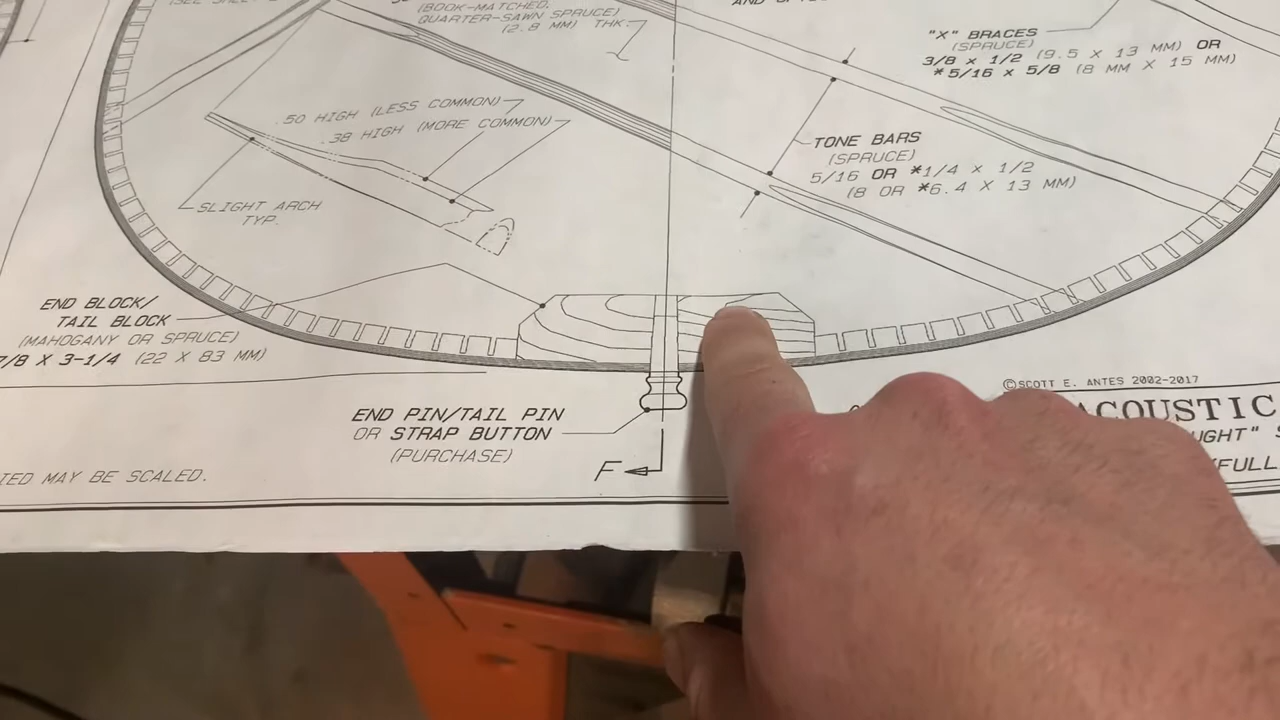 (BOOK-MATCHED,
QUARTER-SAWN SPRUCE)
(2.8 MM) THK.
"X" BRACES
(SPRUCE)
3/8 X 1/2 (9.5 X 13 MM) OR
*5/16 X 5/8 (8 MM X 15 MM)
.50 HIGH (LESS COMMON)
.38 HIGH (MORE COMMON)
TONE BARS
(SPRUCE)
5/16 OR *1/4 X 1/2
(8 OR *6.4 X 13 MM)
SLIGHT ARCH
TYP.
END BLOCK/
TAIL BLOCK
(MAHOGANY OR SPRUCE)
7/8 X 3-1/4 (22 X 83 MM)
END PIN/TAIL PIN
OR STRAP BUTTON
(PURCHASE)
F
©SCOTT E. ANTES 2002-2017
ACOUSTIC
MAY BE SCALED.